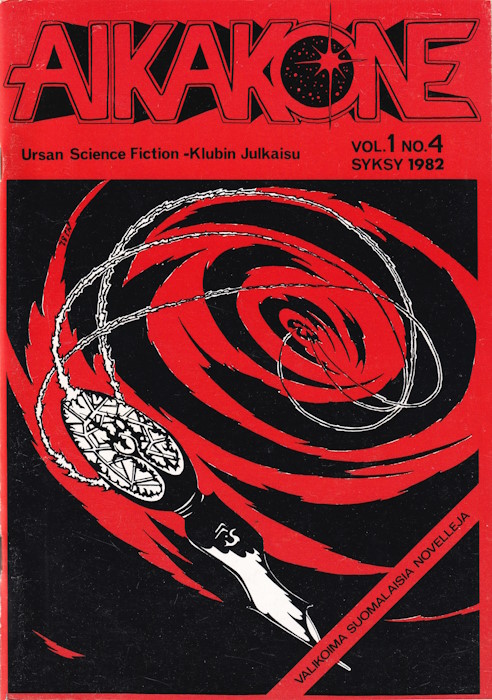 AIKAKONE
Ursan Science Fiction -Klubin Julkaisu
VOL.1 NO.4
SYKSY 1982
VALIKOIMA SUOMALAISIA NOVELLEJA